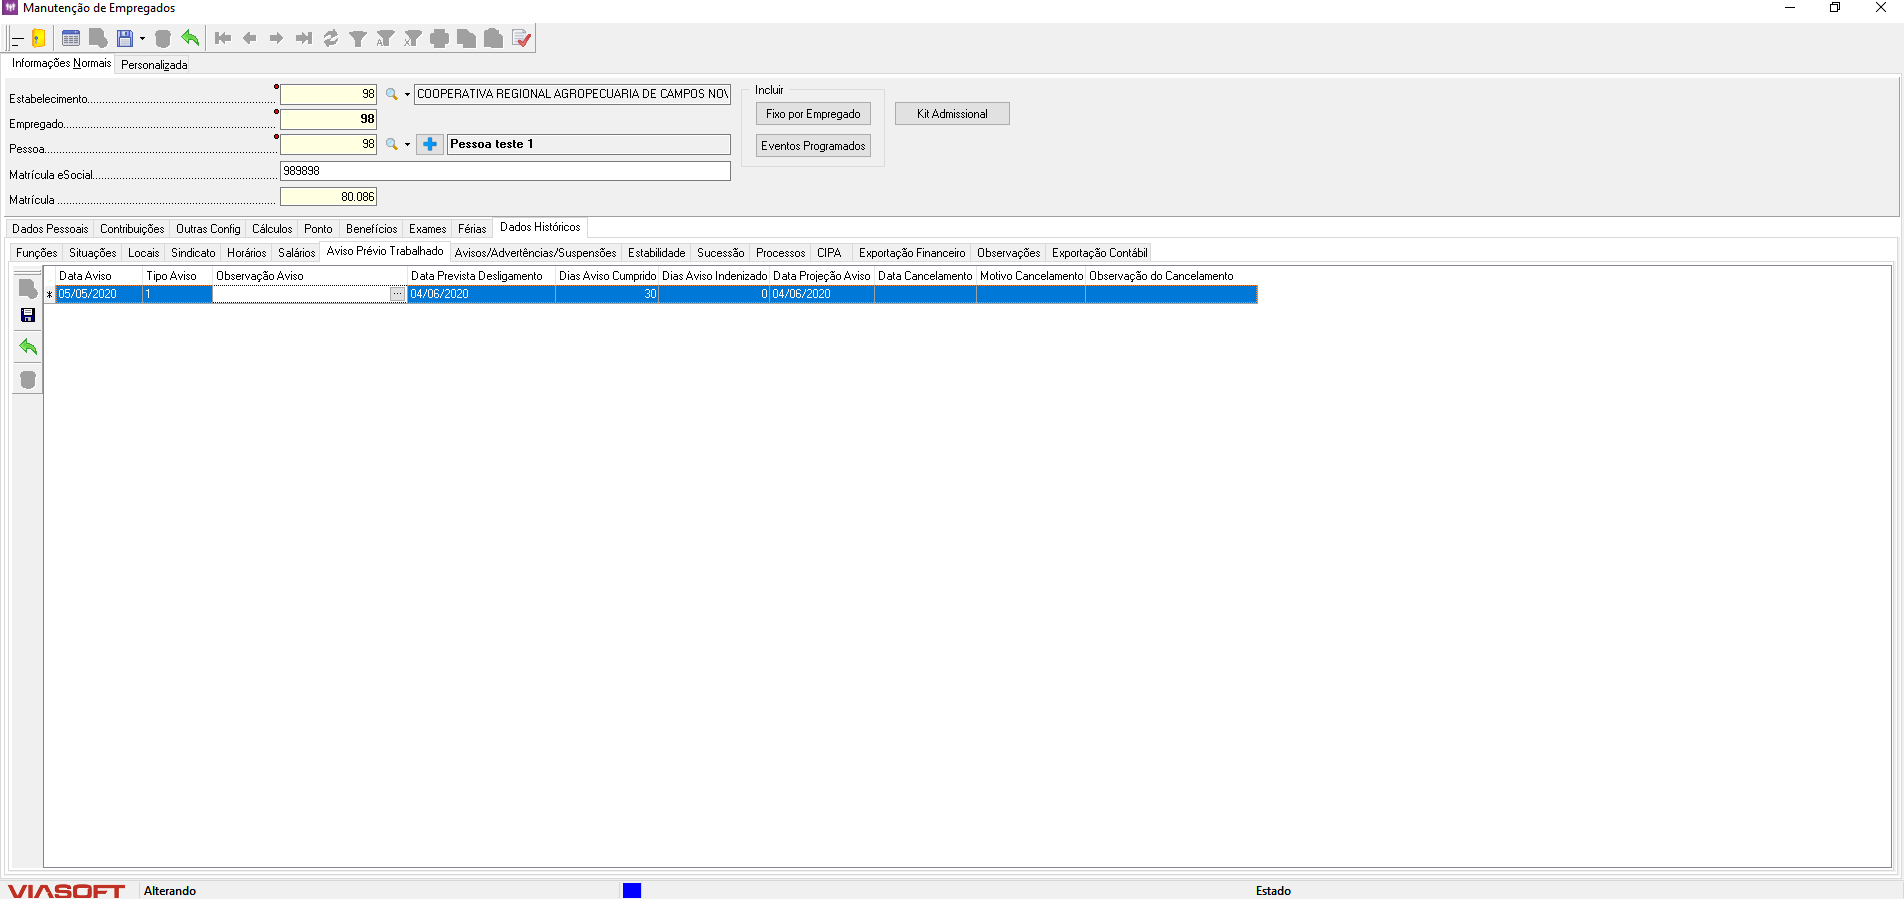 Manutenção de Empregados
Informações Normais Personalizada
Estabelecimento 98 COOPERATIVA REGIONAL AGROPECUARIA DE CAMPOS NOV
Incluir
Fixo por Empregado Kit Admissional
Empregado 98
Pessoa 98 Pessoa teste 1
Eventos Programados
Matrícula eSocial 989898
Matrícula 80.086
Dados Pessoais Contribuições Outras Config Cálculos Ponto Benefícios Exames Férias Dados Históricos
Funções Situações Locais Sindicato Horários Salários Aviso Prévio Trabalhado Avisos/Advertências/Suspensões Estabilidade Sucessão Processos CIPA Exportação Financeiro Observações Exportação Contábil
Data Aviso Tipo Aviso Observação Aviso Data Prevista Desligamento Dias Aviso Cumprido Dias Aviso Indenizado Data Projeção Aviso Data Cancelamento Motivo Cancelamento Observação do Cancelamento
* 05/05/2020 1 ... 04/06/2020 30 0 04/06/2020
VIASOFT Alterando Estado